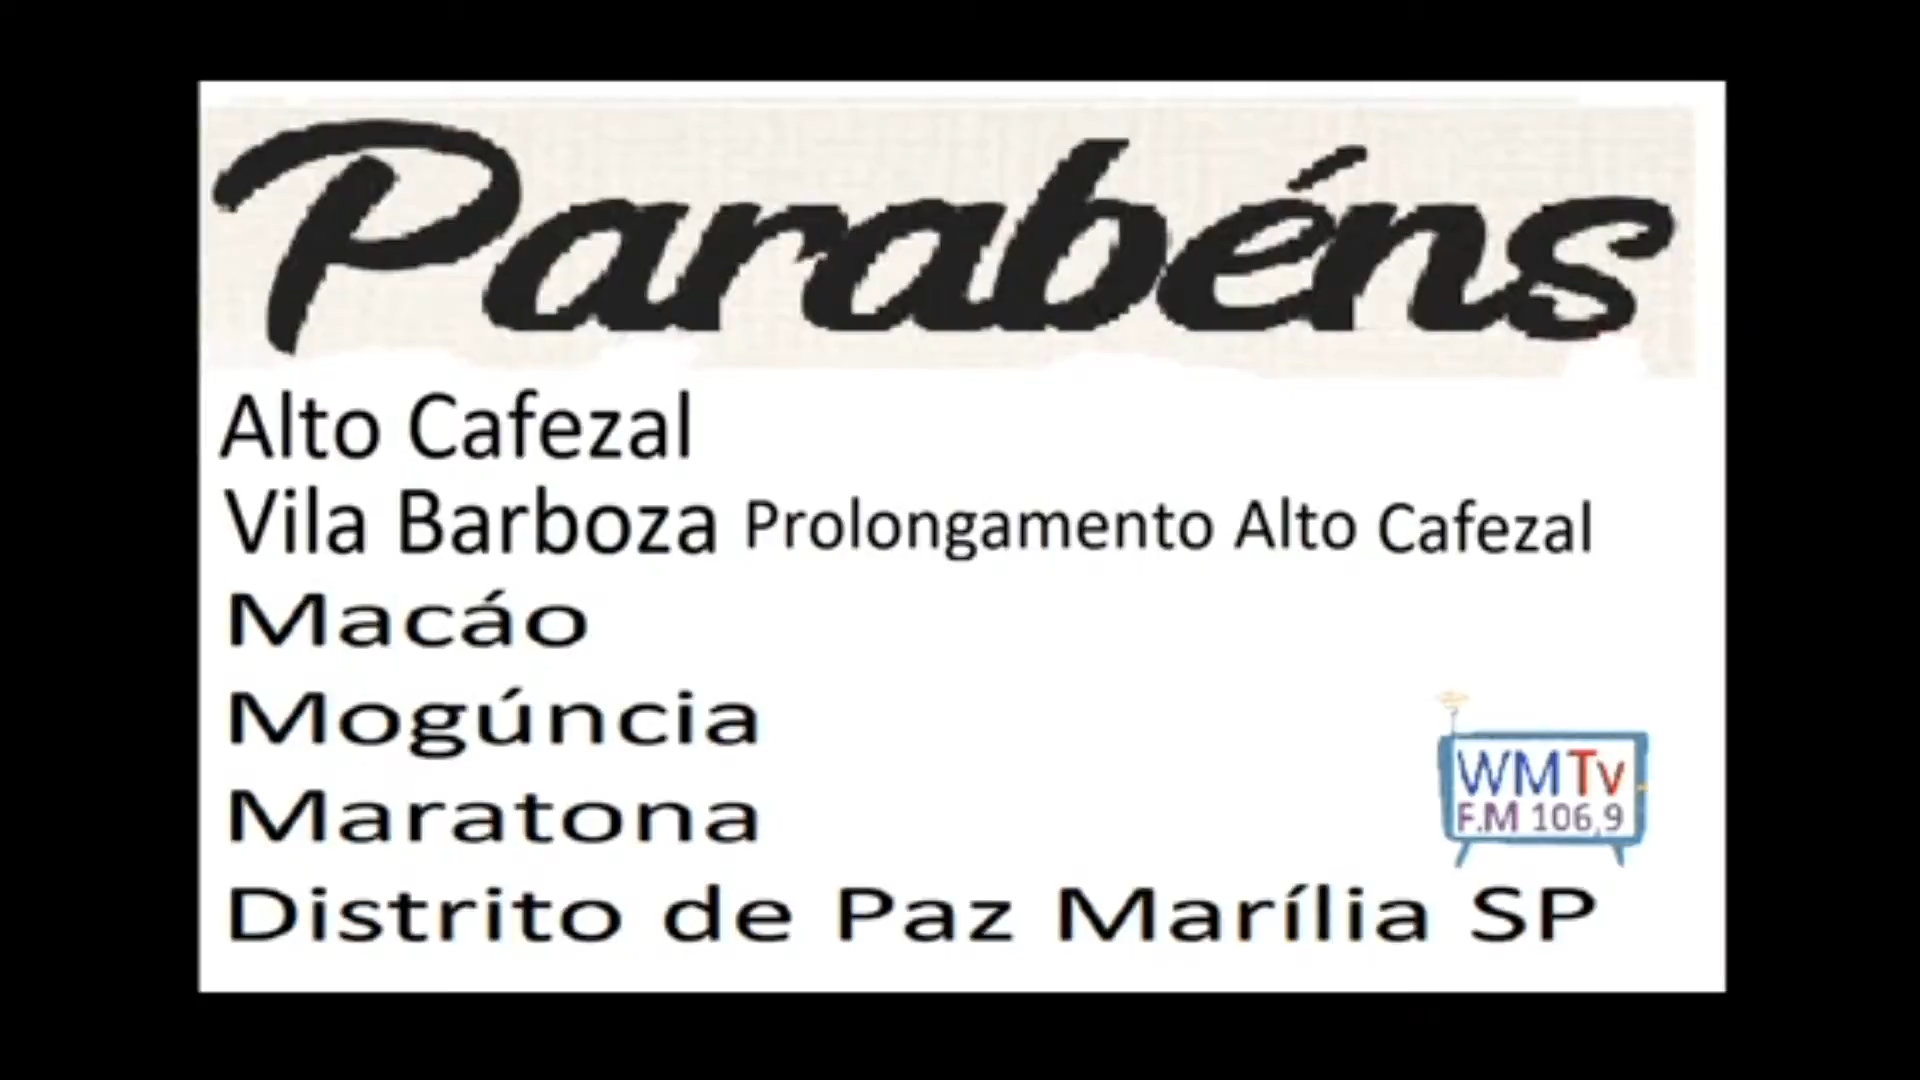 Parabéns
Alto Cafezal
Vila Barboza Prolongamento Alto Cafezal
Macáo
Mogúncia
Maratona
WMTv
F.M 106,9
Distrito de Paz Marília SP